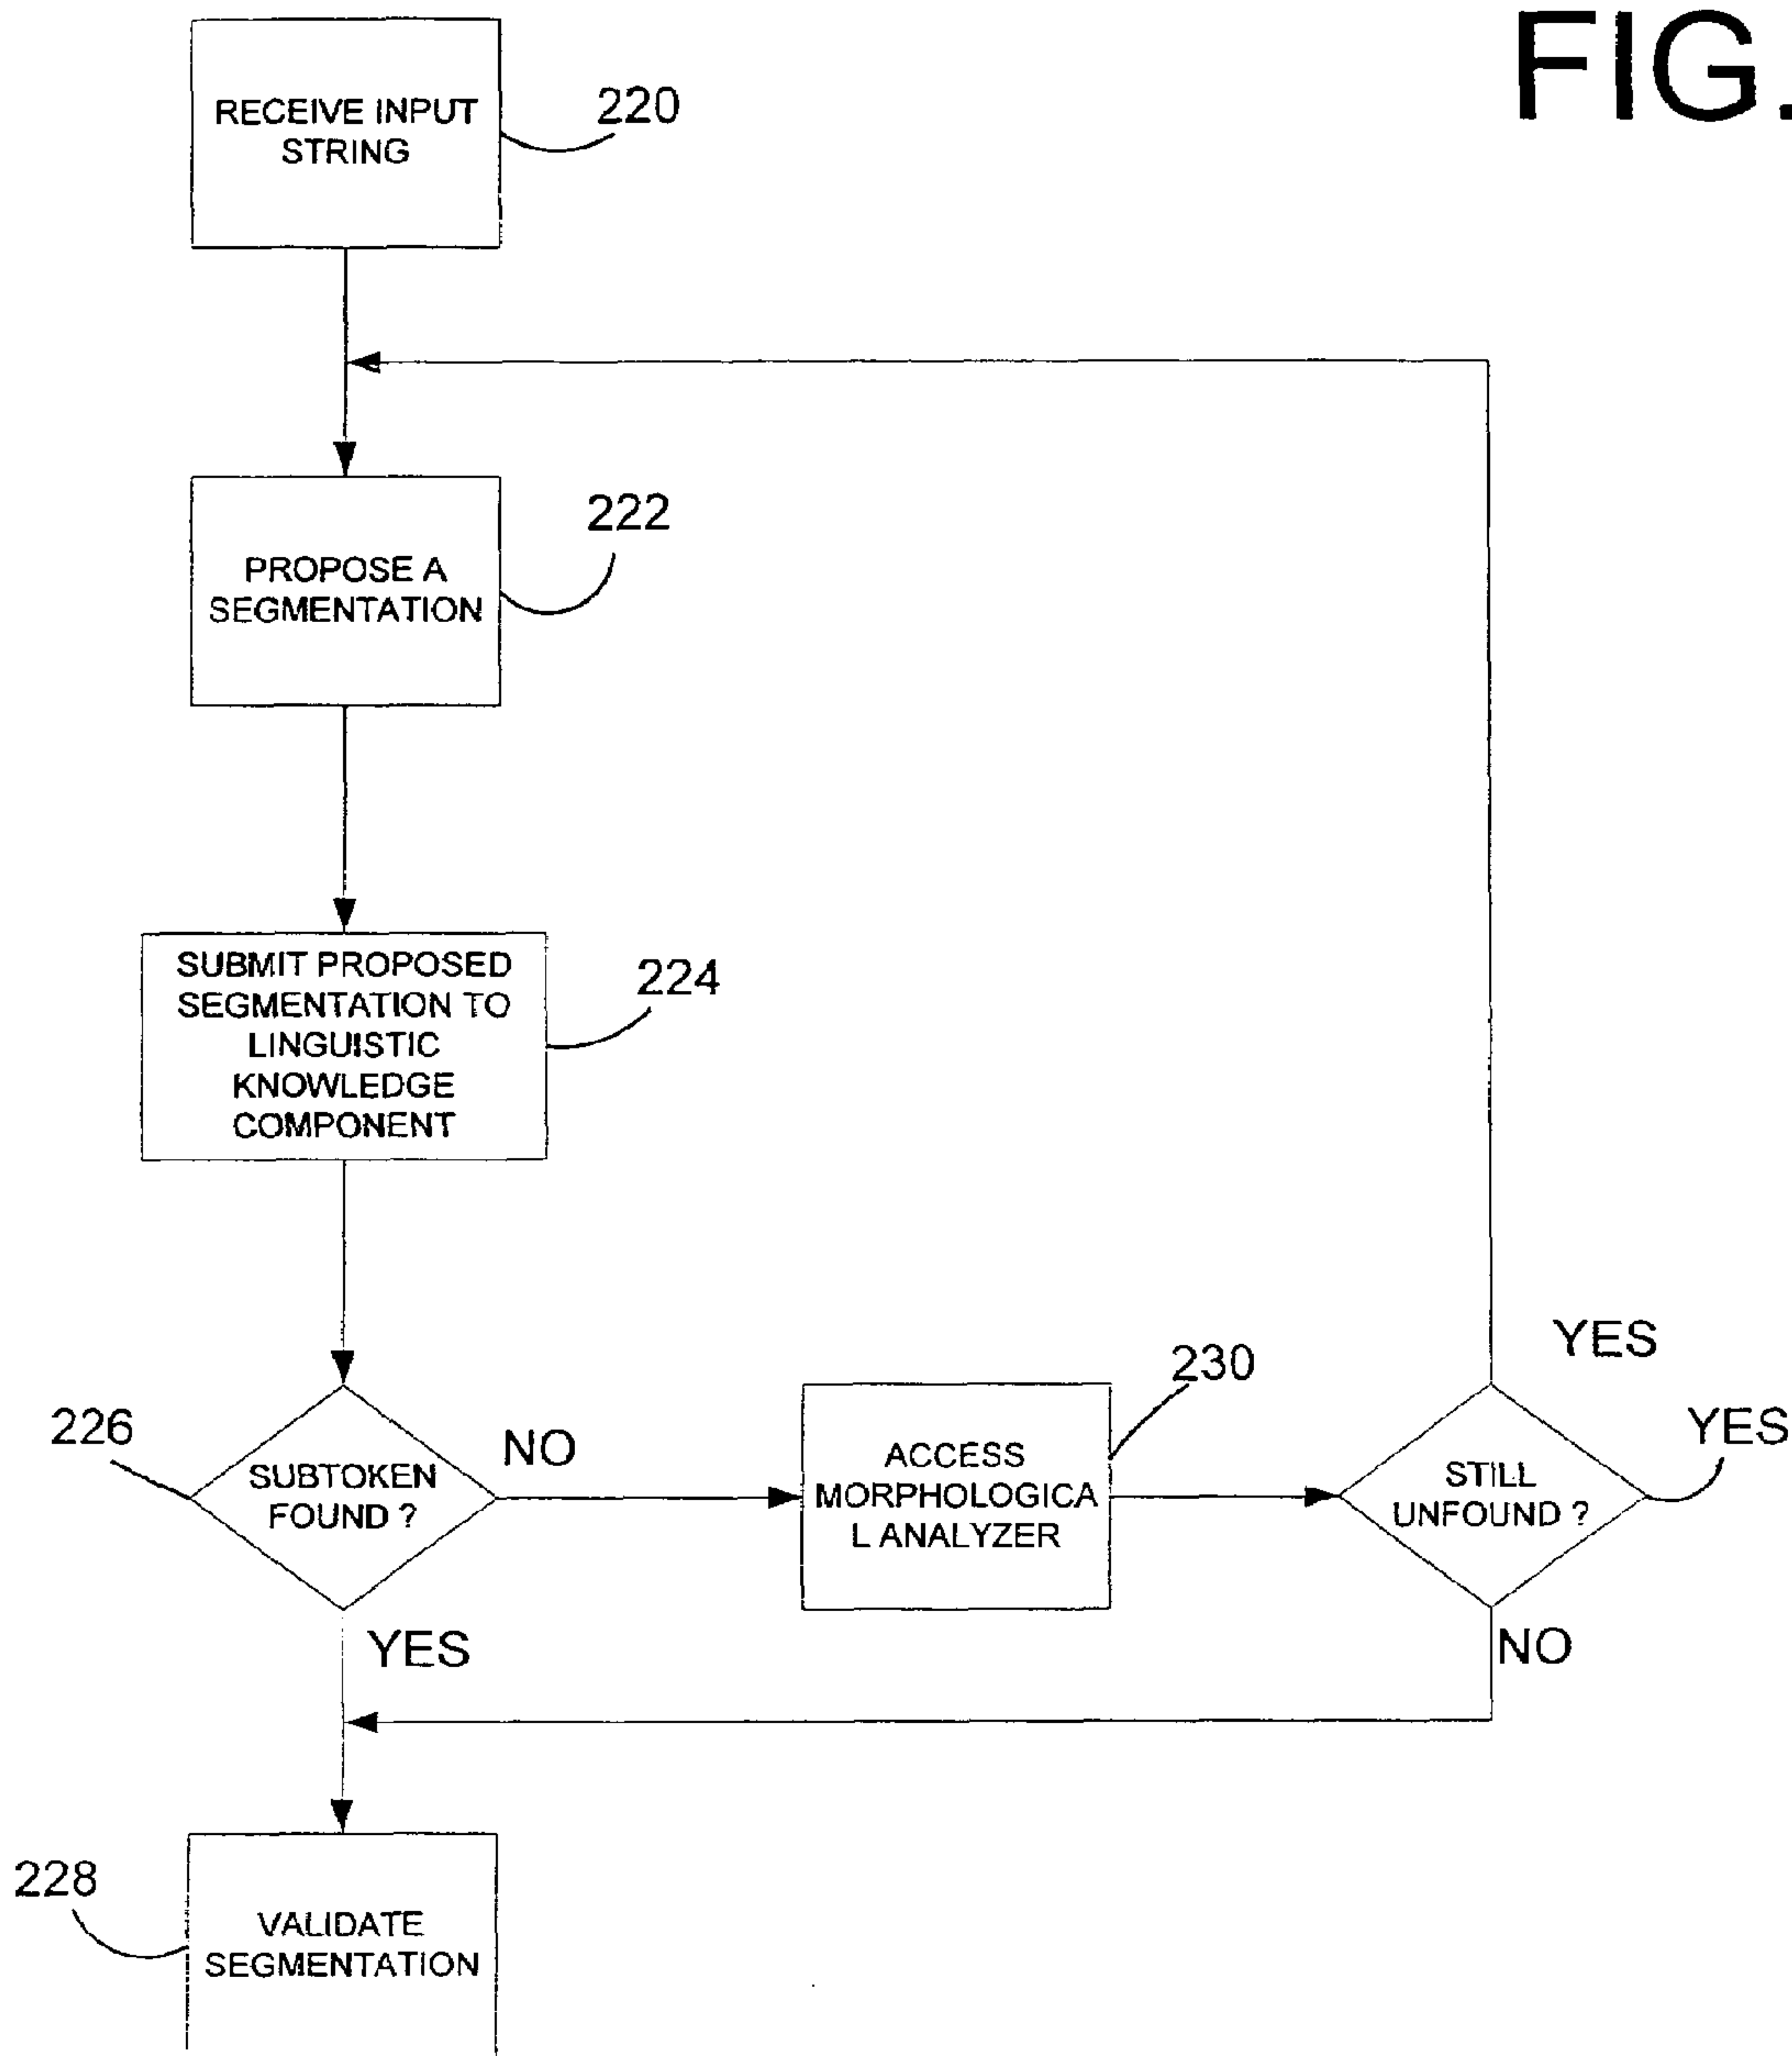 FIG.
RECEIVE INPUT
STRING
220
PROPOSE A
SEGMENTATION
222
SUBMIT PROPOSED
SEGMENTATION TO
LINGUISTIC
KNOWLEDGE
COMPONENT
224
226
SUBTOKEN
FOUND ?
NO
YES
ACCESS
MORPHOLOGICA
L ANALYZER
230
STILL
UNFOUND ?
YES
YES
NO
228
VALIDATE
SEGMENTATION